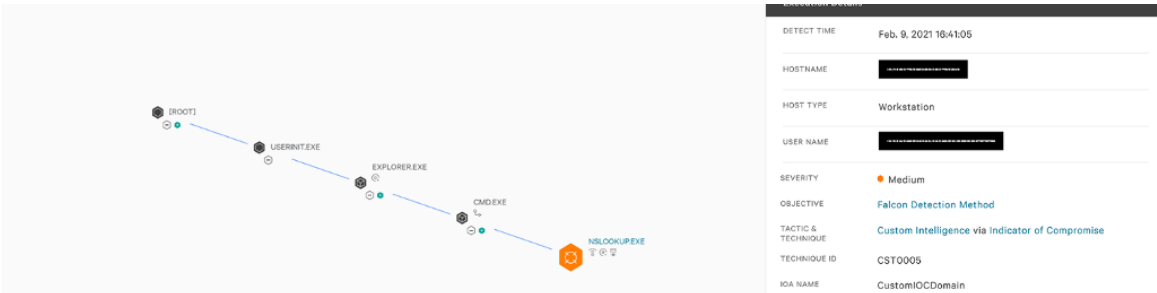 Execution Details
DETECT TIME
Feb. 9, 2021 16:41:05
HOSTNAME
HOST TYPE
Workstation
USER NAME
SEVERITY
Medium
OBJECTIVE
Falcon Detection Method
TACTIC & TECHNIQUE
Custom Intelligence via Indicator of Compromise
TECHNIQUE ID
CST0005
IOA NAME
CustomIOCDomain
[ROOT]
USERINIT.EXE
EXPLORER.EXE
CMD.EXE
NSLOOKUP.EXE